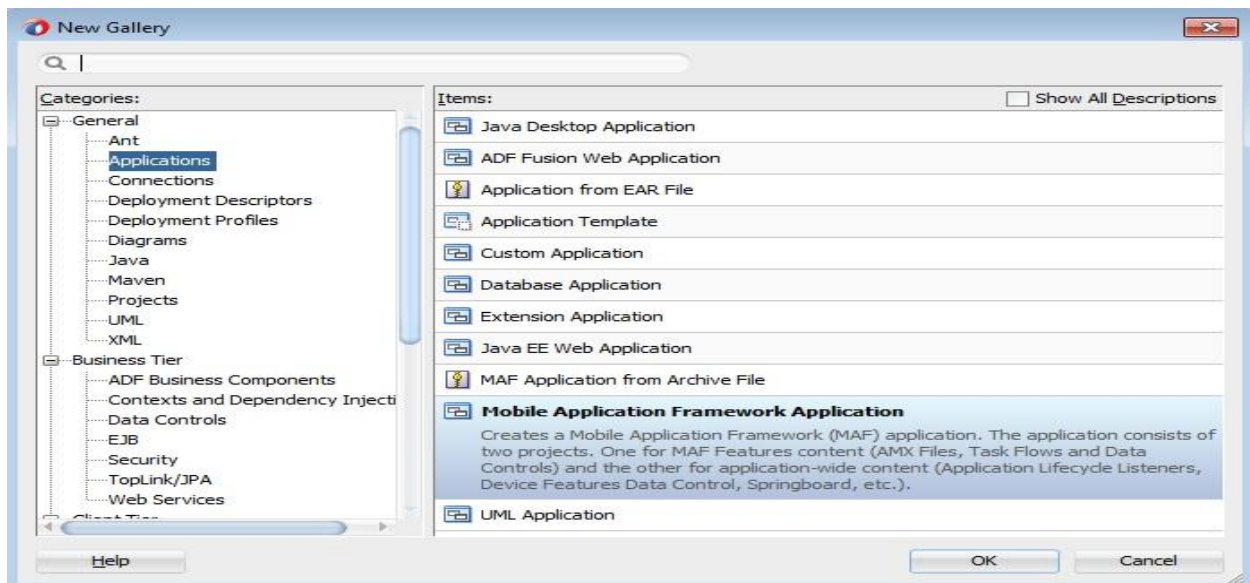 New Gallery
Categories:
General
Ant
Applications
Connections
Deployment Descriptors
Deployment Profiles
Diagrams
Java
Maven
Projects
UML
XML
Business Tier
ADF Business Components
Contexts and Dependency Injecti
Data Controls
EJB
Security
TopLink/JPA
Web Services
Client Tier
Items:
Show All Descriptions
Java Desktop Application
ADF Fusion Web Application
Application from EAR File
Application Template
Custom Application
Database Application
Extension Application
Java EE Web Application
MAF Application from Archive File
Mobile Application Framework Application
Creates a Mobile Application Framework (MAF) application. The application consists of
two projects. One for MAF Features content (AMX Files, Task Flows and Data
Controls) and the other for application-wide content (Application Lifecycle Listeners,
Device Features Data Control, Springboard, etc.).
UML Application
Help
OK
Cancel